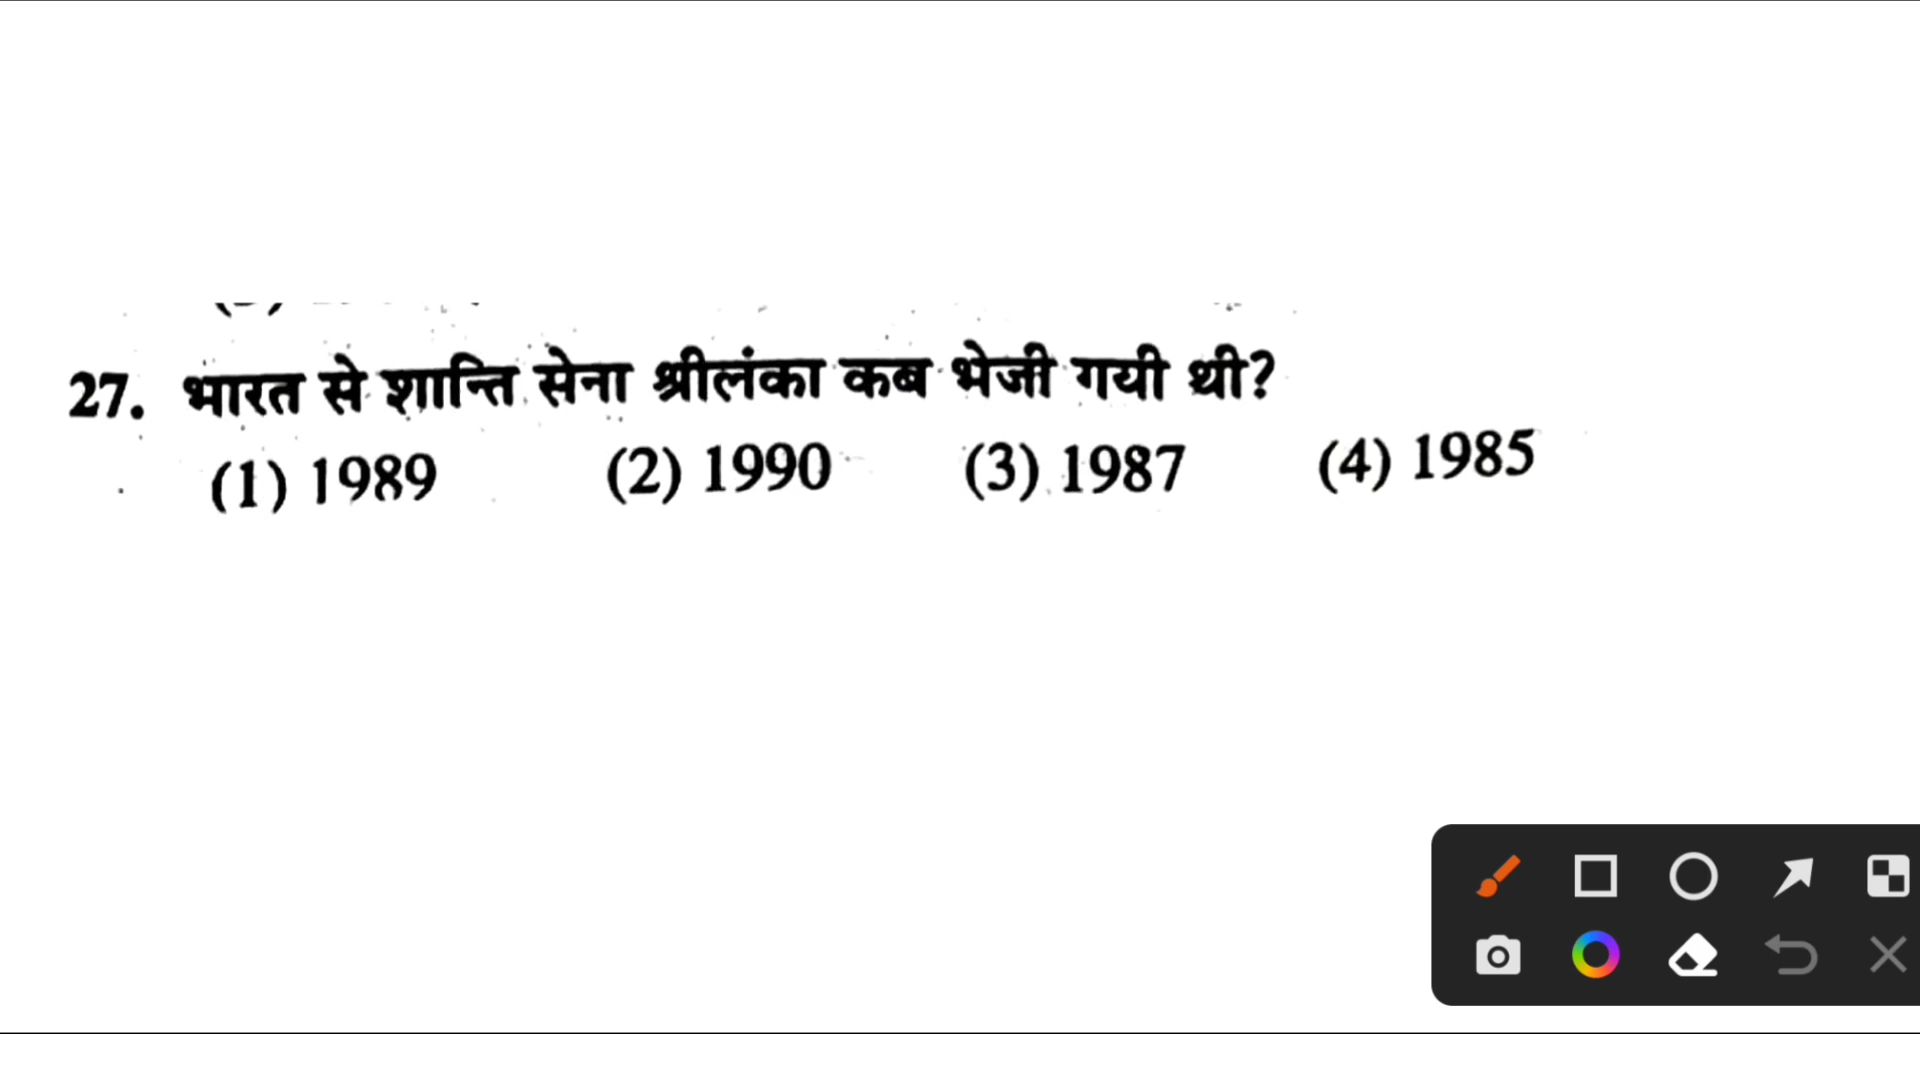 27. भारत से शान्ति सेना श्रीलंका कब भेजी गयी थी?
(1) 1989 (2) 1990 (3) 1987 (4) 1985